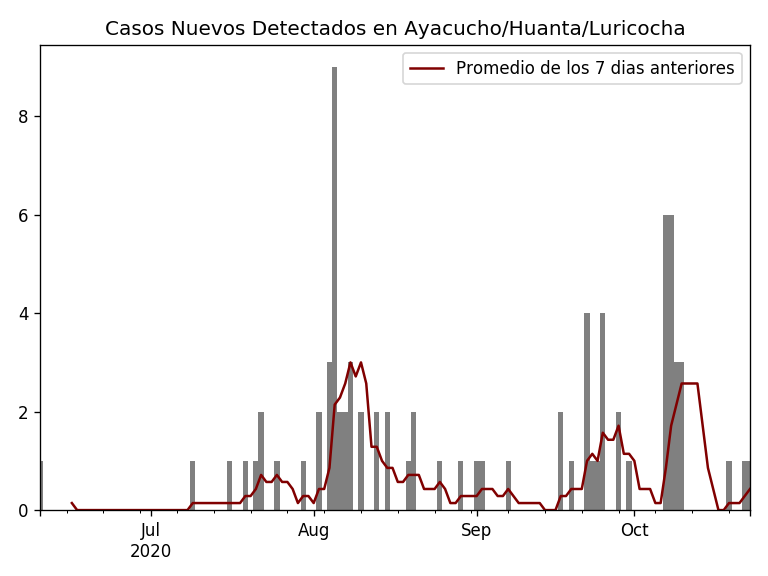 Casos Nuevos Detectados en Ayacucho/Huanta/Luricocha
Promedio de los 7 dias anteriores
8
6
4
2
0
Jul
2020
Aug
Sep
Oct